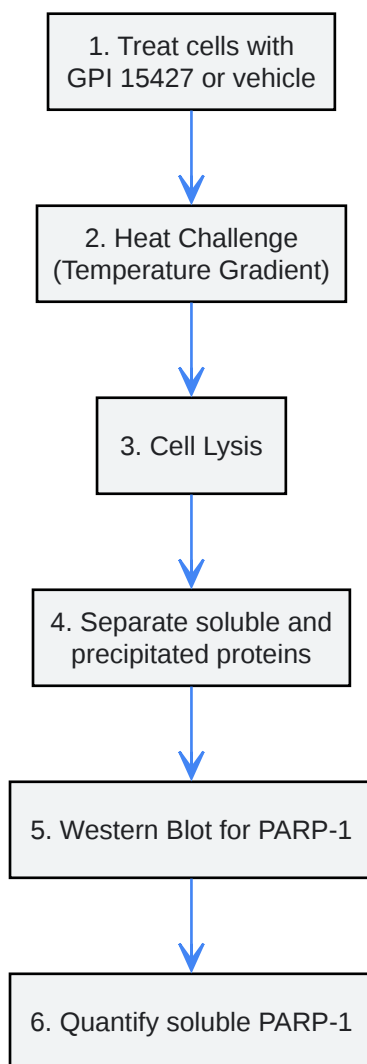 1. Treat cells with
GPI 15427 or vehicle
2. Heat Challenge
(Temperature Gradient)
3. Cell Lysis
4. Separate soluble and
precipitated proteins
5. Western Blot for PARP-1
6. Quantify soluble PARP-1